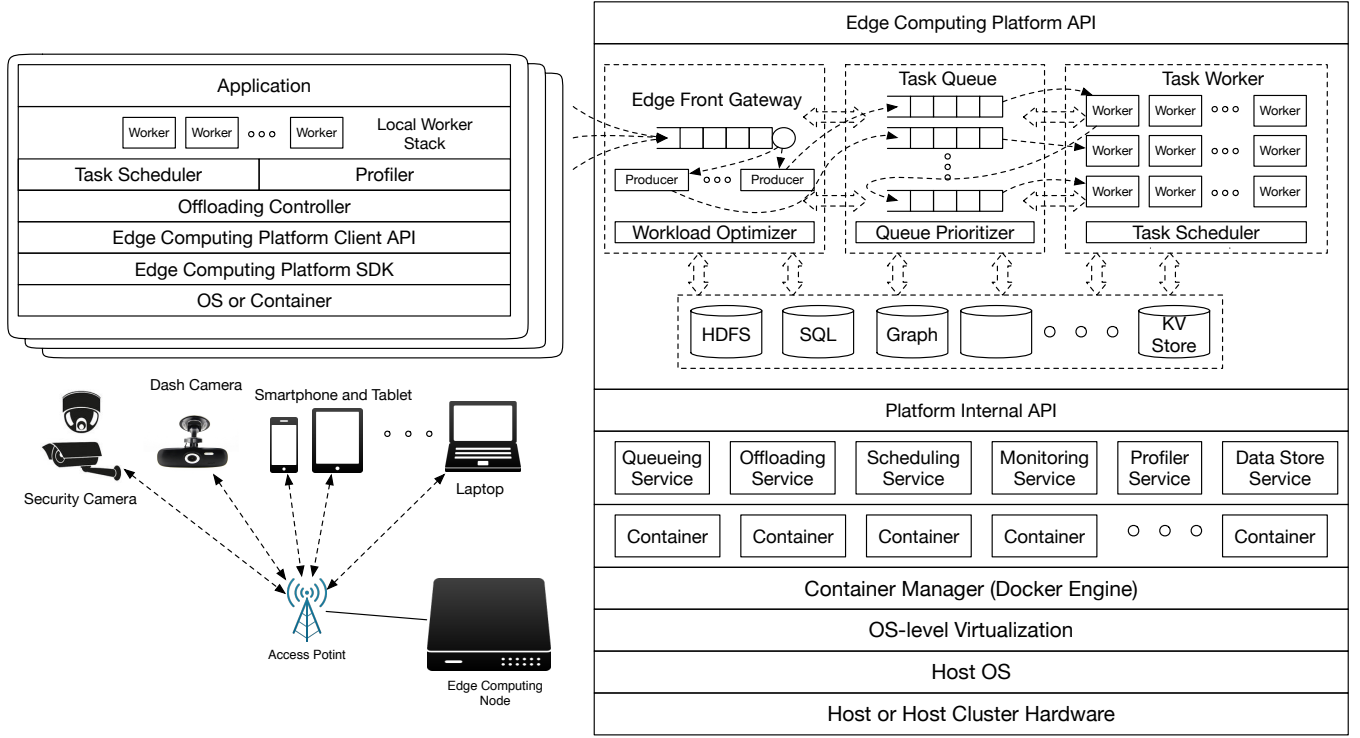 Application
Worker Worker Worker
Local Worker
Stack
Task Scheduler
Profiler
Offloading Controller
Edge Computing Platform Client API
Edge Computing Platform SDK
OS or Container
Dash Camera
Smartphone and Tablet
Security Camera
Laptop
Access Potint
Edge Computing
Node
Edge Computing Platform API
Edge Front Gateway
Producer
Producer
Workload Optimizer
Task Queue
Queue Prioritizer
Task Worker
Worker Worker Worker
Worker Worker Worker
Worker Worker Worker
Task Scheduler
HDFS
SQL
Graph
KV
Store
Platform Internal API
Queueing
Service
Offloading
Service
Scheduling
Service
Monitoring
Service
Profiler
Service
Data Store
Service
Container
Container
Container
Container
Container
Container Manager (Docker Engine)
OS-level Virtualization
Host OS
Host or Host Cluster Hardware